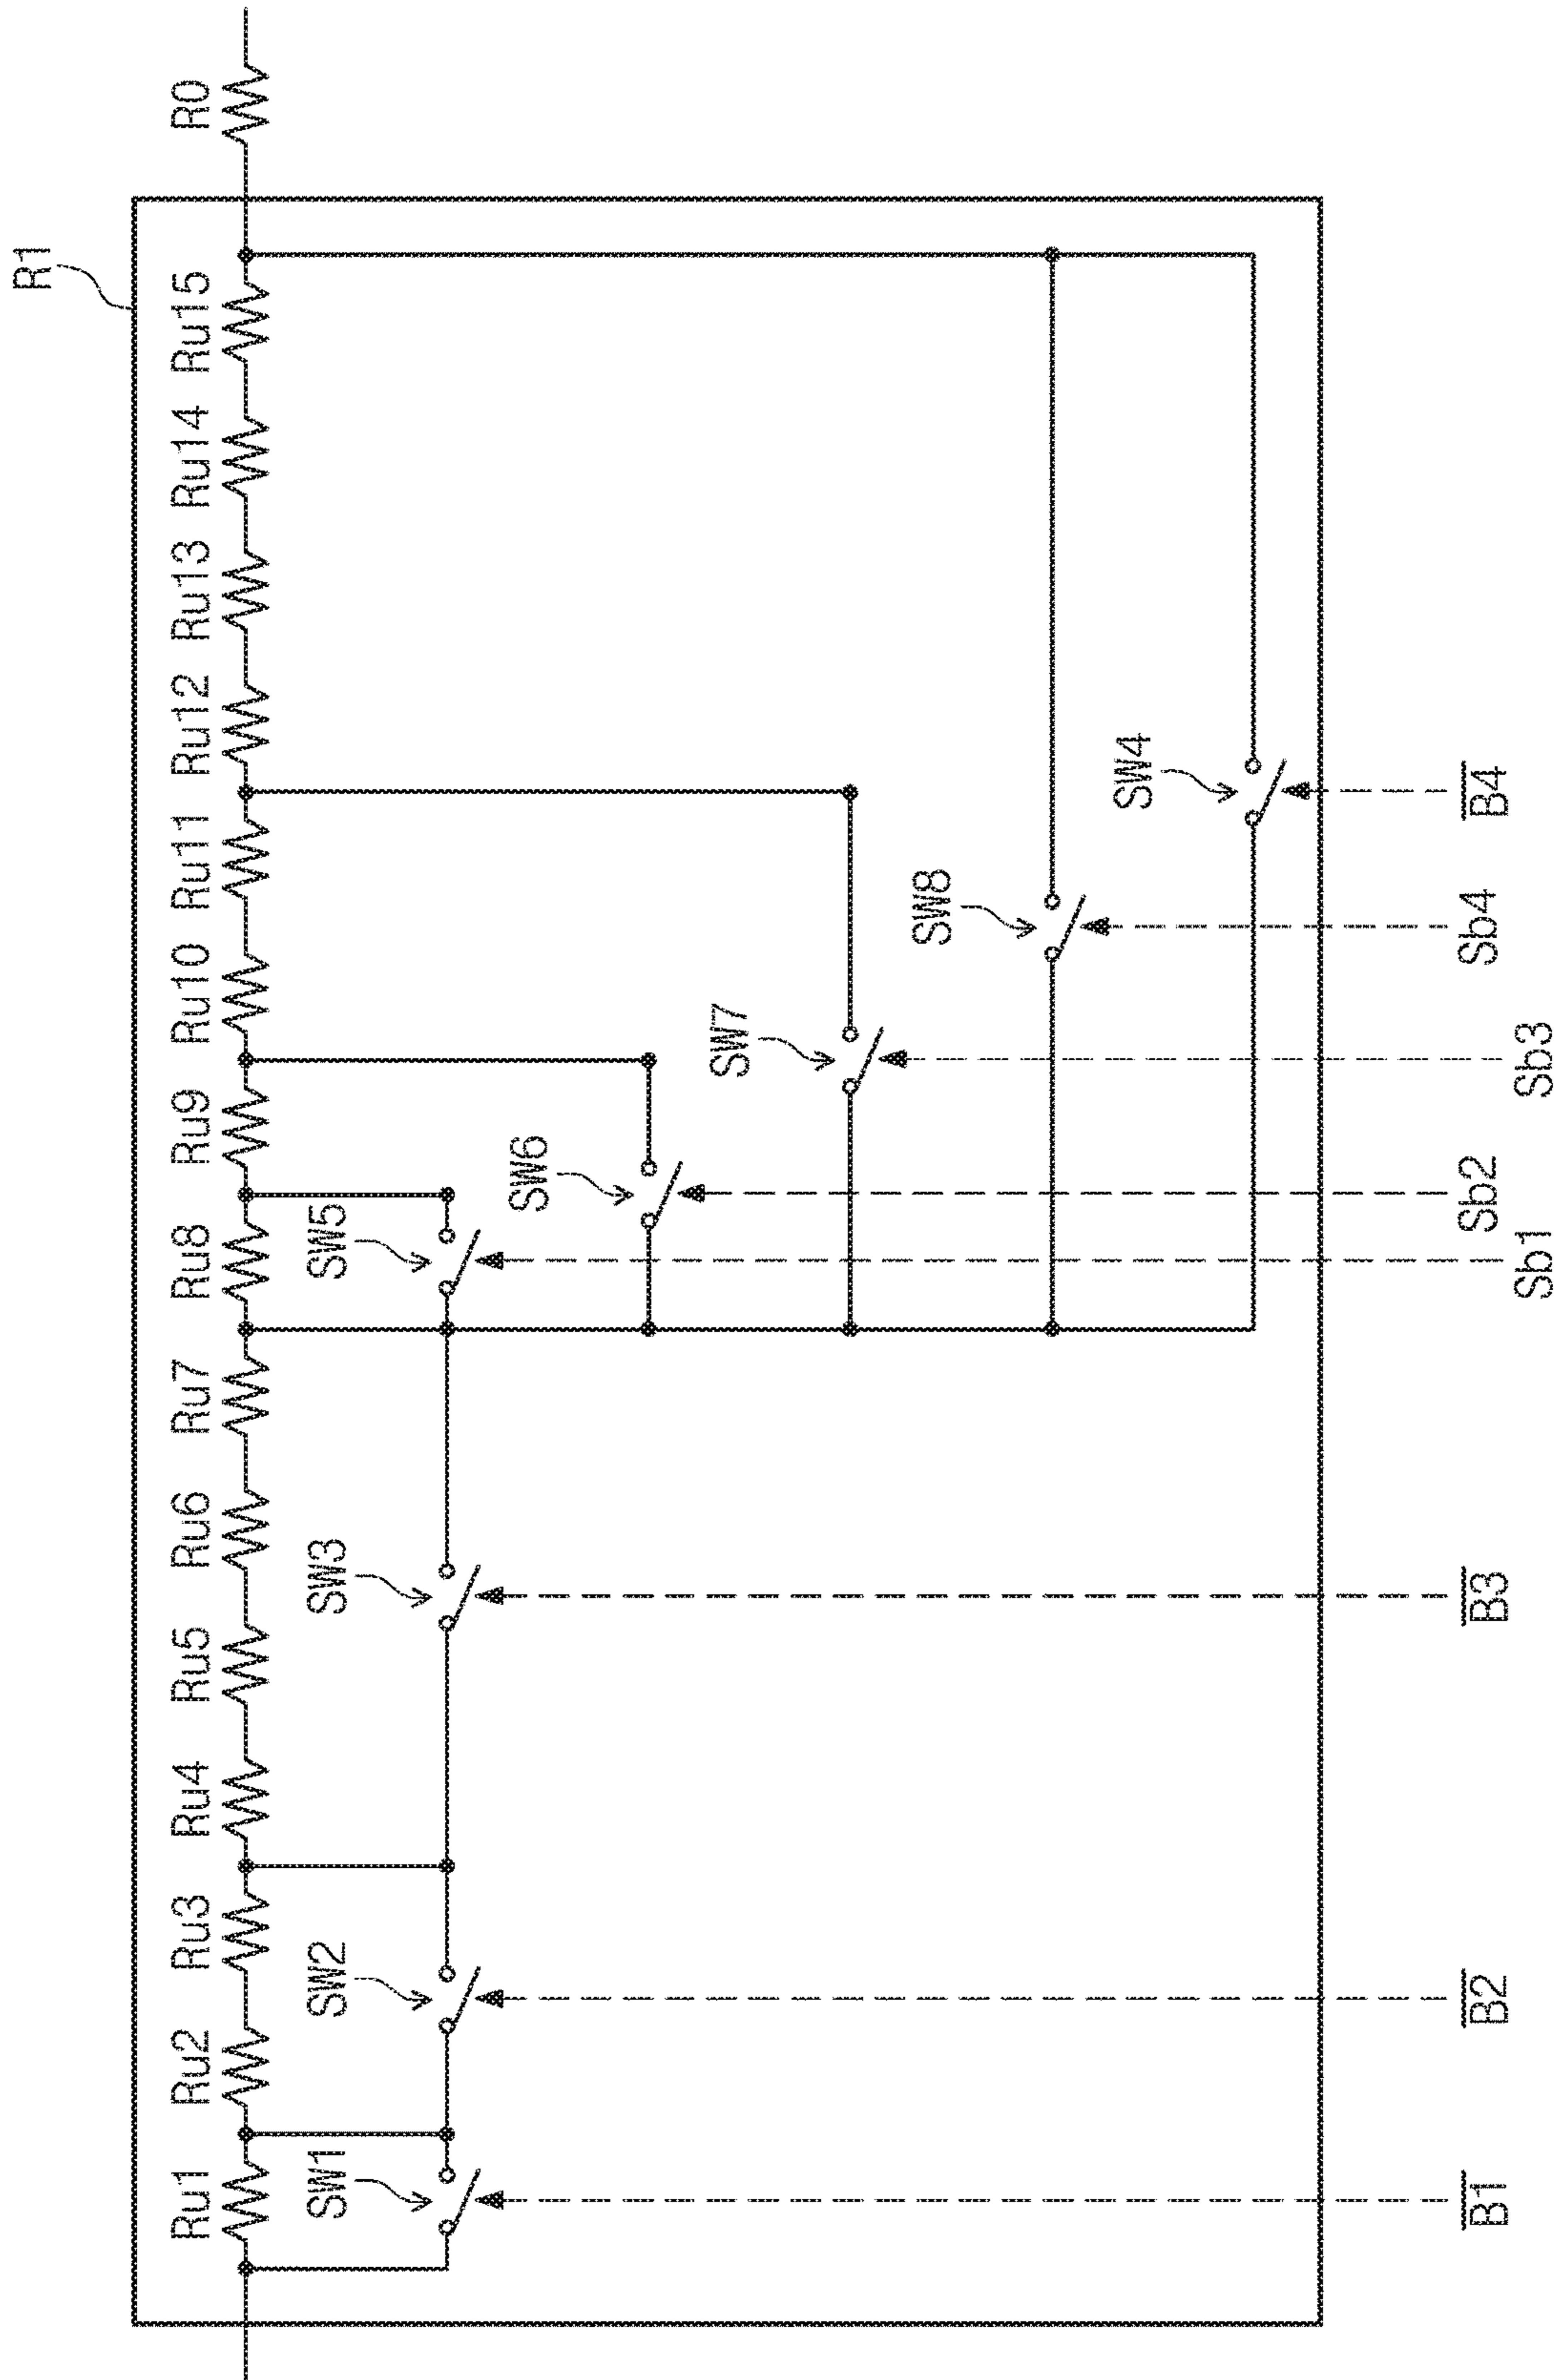 R1
Ru1 Ru2 Ru3 Ru4 Ru5 Ru6 Ru7 Ru8 Ru9 Ru10 Ru11 Ru12 Ru13 Ru14 Ru15 R0
SW1 SW2 SW3 SW5
SW6
SW7
SW8
SW4
B1 B2 B3 Sb2 Sb4 B4
Sb1 Sb3